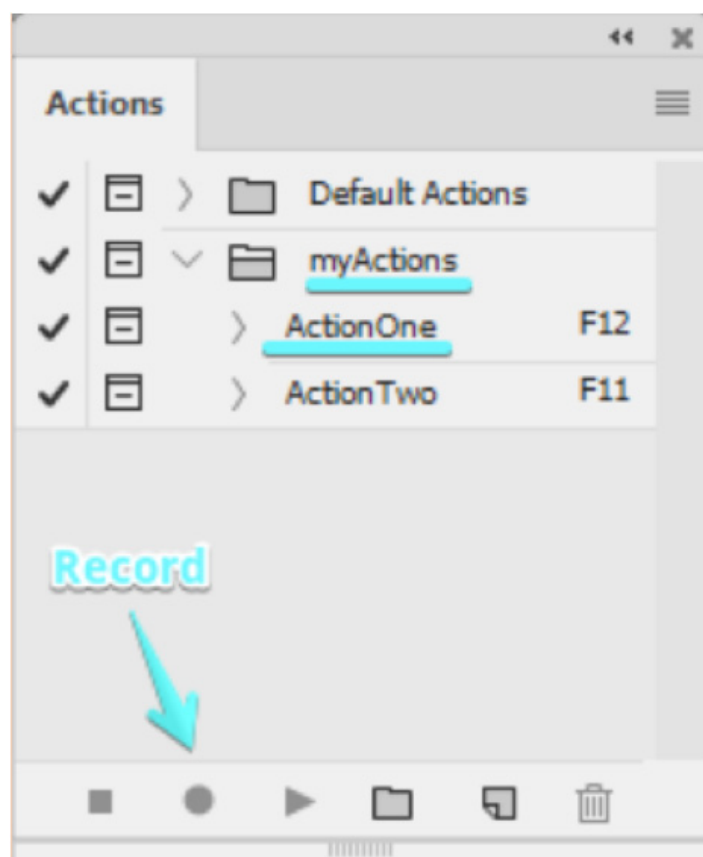 Actions
Default Actions
myActions
ActionOne F12
ActionTwo F11
Record